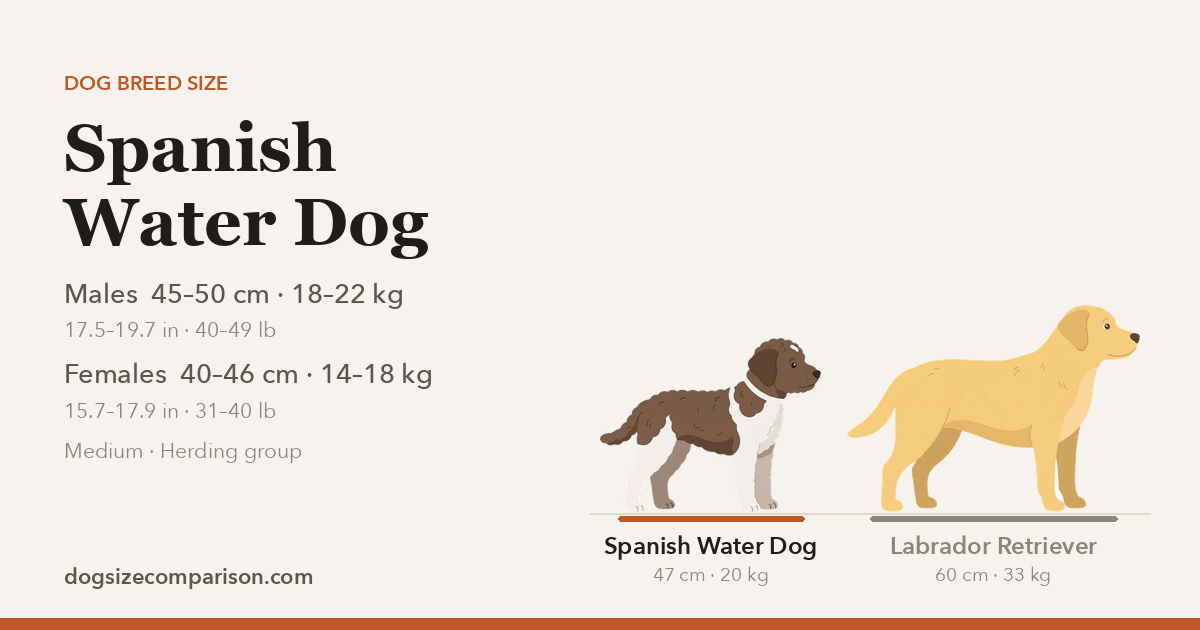 DOG BREED SIZE
Spanish
Water Dog
Males 45–50 cm · 18–22 kg
17.5–19.7 in · 40–49 lb
Females 40–46 cm · 14–18 kg
15.7–17.9 in · 31–40 lb
Medium · Herding group
Spanish Water Dog
47 cm · 20 kg
Labrador Retriever
60 cm · 33 kg
dogsizecomparison.com